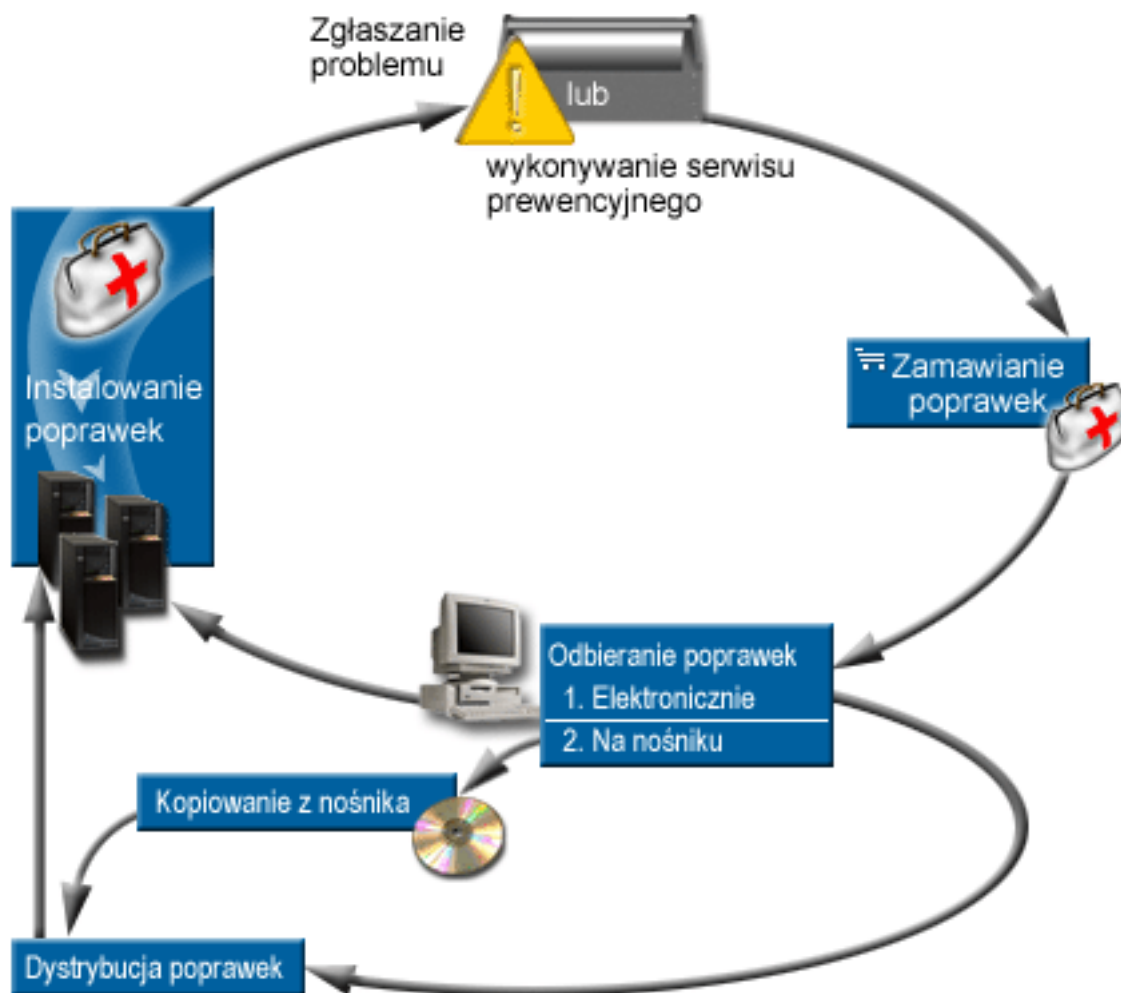 Zgłaszanie
problemu
lub
wykonywanie serwisu
prewencyjnego
Zamawianie
poprawek
Instalowanie
poprawek
Odbieranie poprawek
1. Elektronicznie
2. Na nośniku
Kopiowanie z nośnika
Dystrybucja poprawek